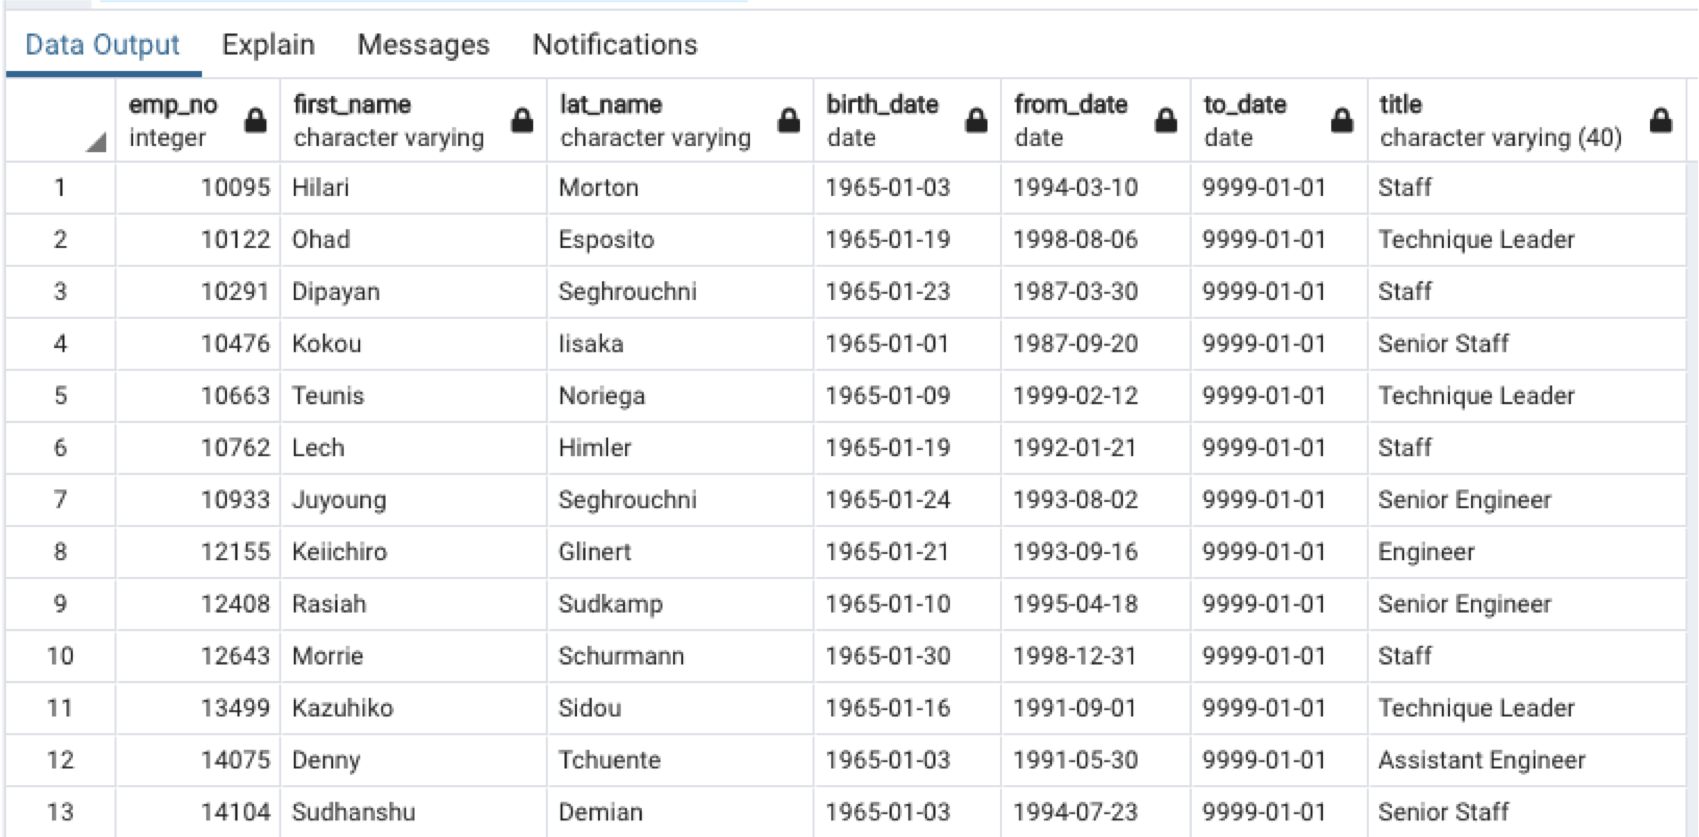 Data Output Explain Messages Notifications
emp_no first_name lat_name birth_date from_date to_date title
integer character varying character varying date date date character varying (40)
1 10095 Hilari Morton 1965-01-03 1994-03-10 9999-01-01 Staff
2 10122 Ohad Esposito 1965-01-19 1998-08-06 9999-01-01 Technique Leader
3 10291 Dipayan Seghrouchni 1965-01-23 1987-03-30 9999-01-01 Staff
4 10476 Kokou Iisaka 1965-01-01 1987-09-20 9999-01-01 Senior Staff
5 10663 Teunis Noriega 1965-01-09 1999-02-12 9999-01-01 Technique Leader
6 10762 Lech Himler 1965-01-19 1992-01-21 9999-01-01 Staff
7 10933 Juyoung Seghrouchni 1965-01-24 1993-08-02 9999-01-01 Senior Engineer
8 12155 Keiichiro Glinert 1965-01-21 1993-09-16 9999-01-01 Engineer
9 12408 Rasiah Sudkamp 1965-01-10 1995-04-18 9999-01-01 Senior Engineer
10 12643 Morrie Schurmann 1965-01-30 1998-12-31 9999-01-01 Staff
11 13499 Kazuhiko Sidou 1965-01-16 1991-09-01 9999-01-01 Technique Leader
12 14075 Denny Tchuente 1965-01-03 1991-05-30 9999-01-01 Assistant Engineer
13 14104 Sudhanshu Demian 1965-01-03 1994-07-23 9999-01-01 Senior Staff